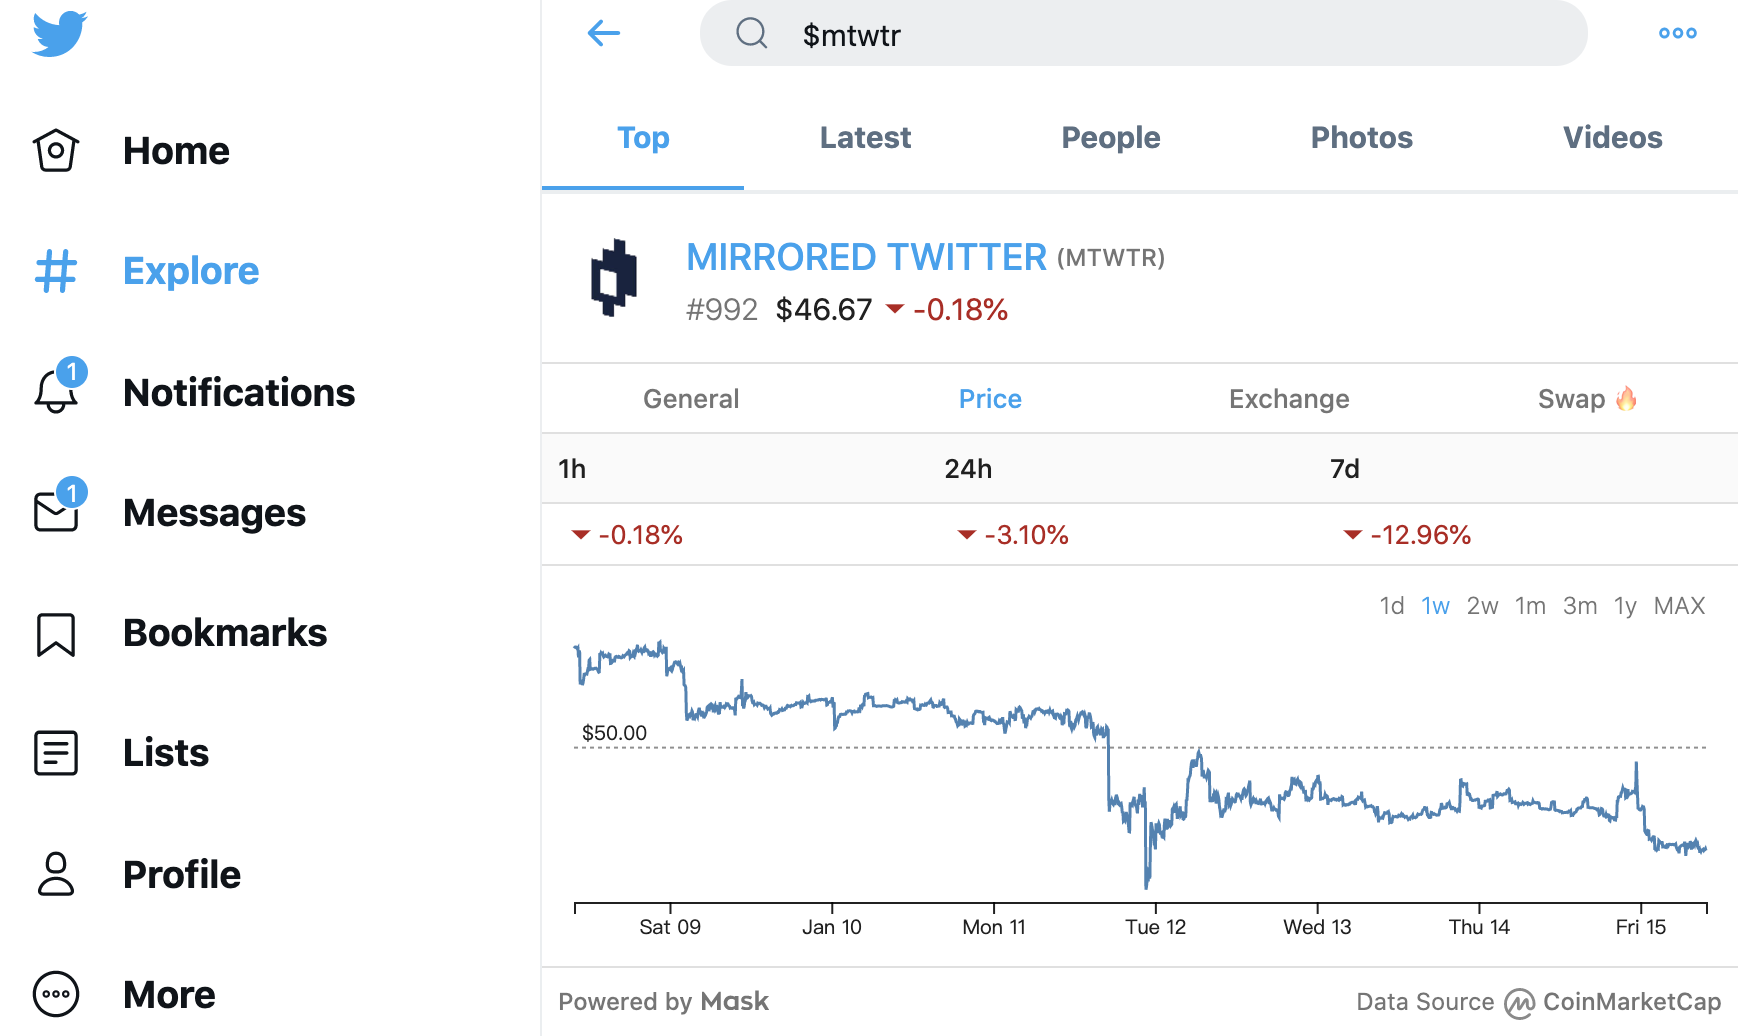 $mtwtr
Home
Explore
1
Notifications
1
Messages
Bookmarks
Lists
Profile
More
Top Latest People Photos Videos
MIRRORED TWITTER (MTWTR)
#992 $46.67 -0.18%
General Price Exchange Swap 🔥
1h 24h 7d
-0.18% -3.10% -12.96%
1d 1w 2w 1m 3m 1y MAX
$50.00
Sat 09 Jan 10 Mon 11 Tue 12 Wed 13 Thu 14 Fri 15
Powered by Mask Data Source CoinMarketCap